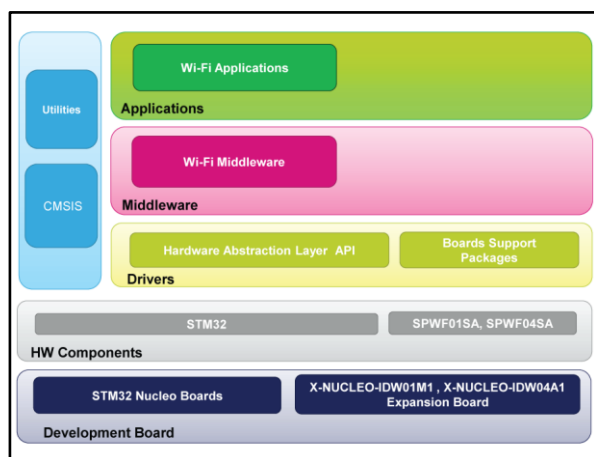 Utilities
CMSIS
Wi-Fi Applications
Applications
Wi-Fi Middleware
Middleware
Hardware Abstraction Layer API
Boards Support
Packages
Drivers
STM32
SPWF01SA, SPWF04SA
HW Components
STM32 Nucleo Boards
X-NUCLEO-IDW01M1 , X-NUCLEO-IDW04A1
Expansion Board
Development Board